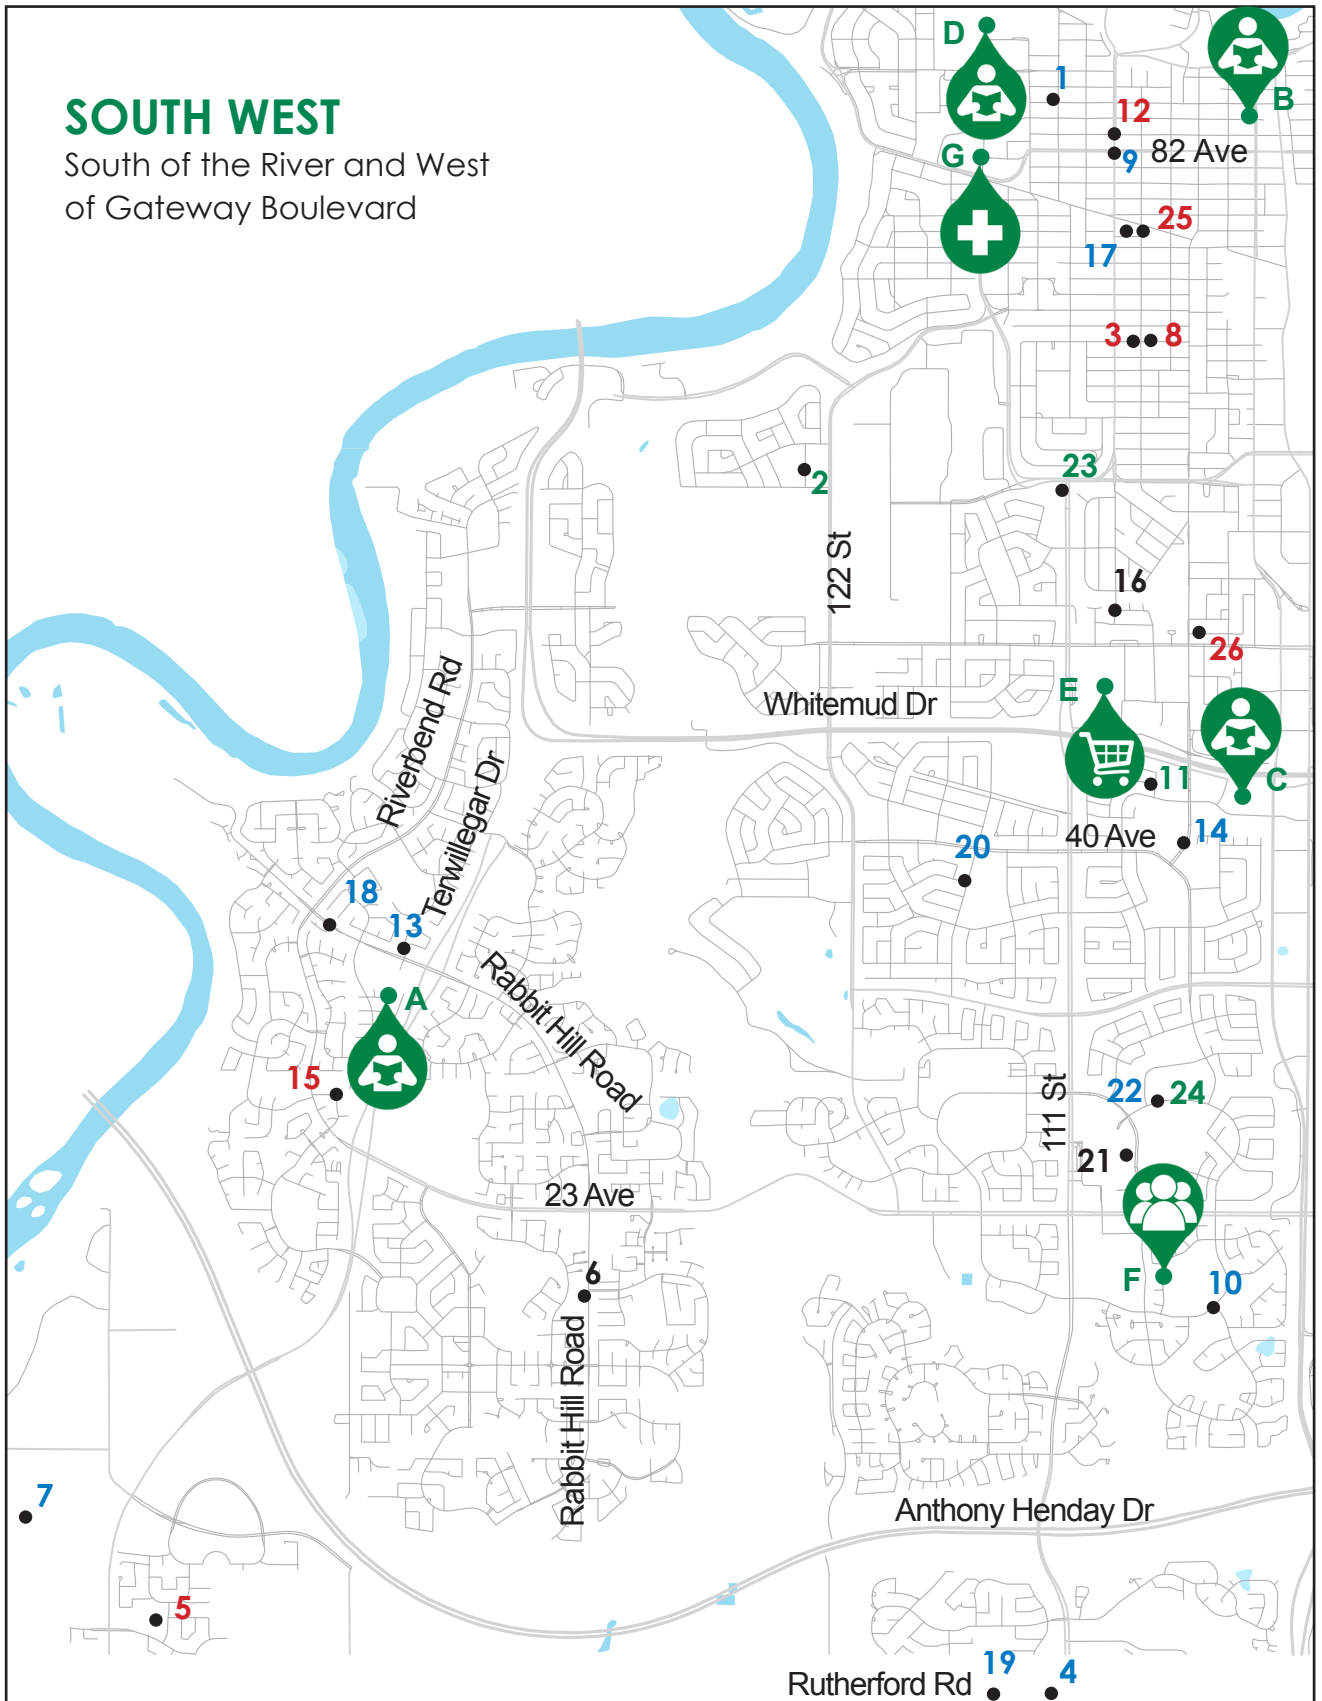 SOUTH WEST
South of the River and West
of Gateway Boulevard
D
1
B
12
G
9
82 Ave
25
17
3
8
23
2
122 St
16
26
E
Whitemud Dr
Riverbend Rd
Terwillegar Dr
11
C
40 Ave
14
20
18
13
Rabbit Hill Road
A
15
111 St
22
24
21
23 Ave
F
10
6
Rabbit Hill Road
7
Anthony Henday Dr
5
Rutherford Rd
19
4